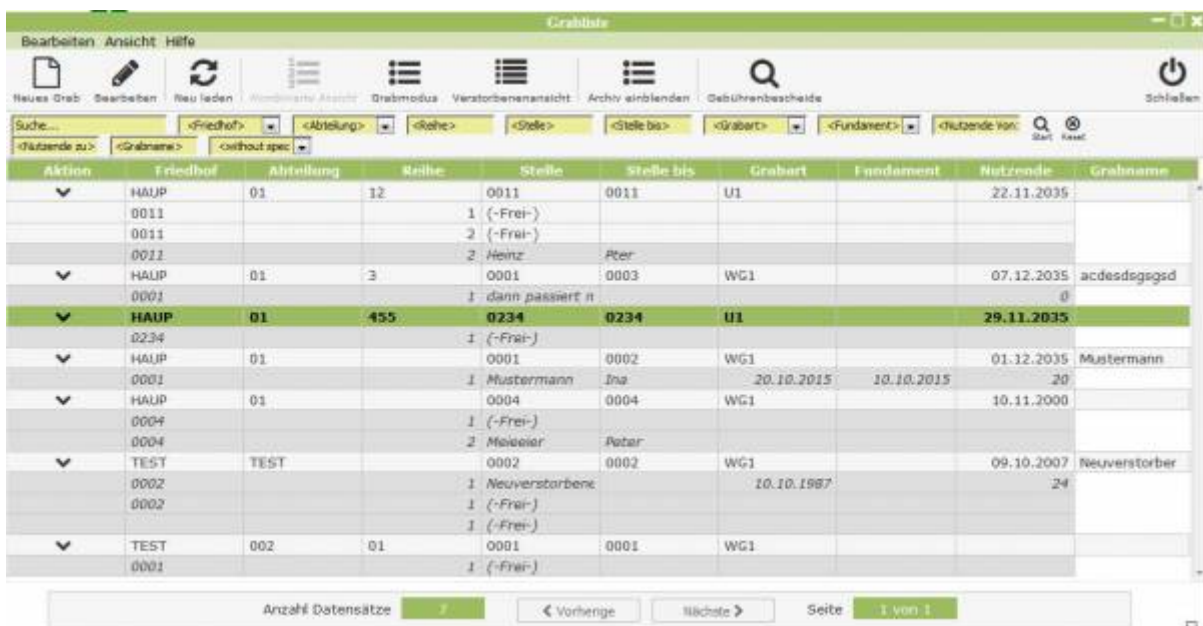 Grabliste
Bearbeiten Ansicht Hilfe
Neues Grab Bearbeiten Neu laden Kombinierte Ansicht Grabmodus Verstorbenenansicht Archiv einblenden Gebührenbescheide Schließen
Suche... <Friedhof> <Abteilung> <Reihe> <Stelle> <Stelle bis> <Grabart> <Fundament> <Nutzende von: Start Reset
<Nutzende zu> <Grabname> <without spec
Aktion Friedhof Abteilung Reihe Stelle Stelle bis Grabart Fundament Nutzende Grabname
HAUP 01 12 0011 0011 U1 22.11.2035
0011 1 (-Frei-)
0011 2 (-Frei-)
0011 2 Heinz Pter
HAUP 01 3 0001 0003 WG1 07.12.2035 acdesdsgsgsd
0001 1 dann passiert n 0
HAUP 01 455 0234 0234 U1 29.11.2035
0234 1 (-Frei-)
HAUP 01 0001 0002 WG1 01.12.2035 Mustermann
0001 1 Mustermann Ina 20.10.2015 10.10.2015 20
HAUP 01 0004 0004 WG1 10.11.2000
0004 1 (-Frei-)
0004 2 Meieeier Peter
TEST TEST 0002 0002 WG1 09.10.2007 Neuverstorber
0002 1 Neuverstorbene 10.10.1987 24
0002 1 (-Frei-)
1 (-Frei-)
TEST 002 01 0001 0001 WG1
0001 1 (-Frei-)
Anzahl Datensätze 7 Vorherige Nächste Seite 1 von 1